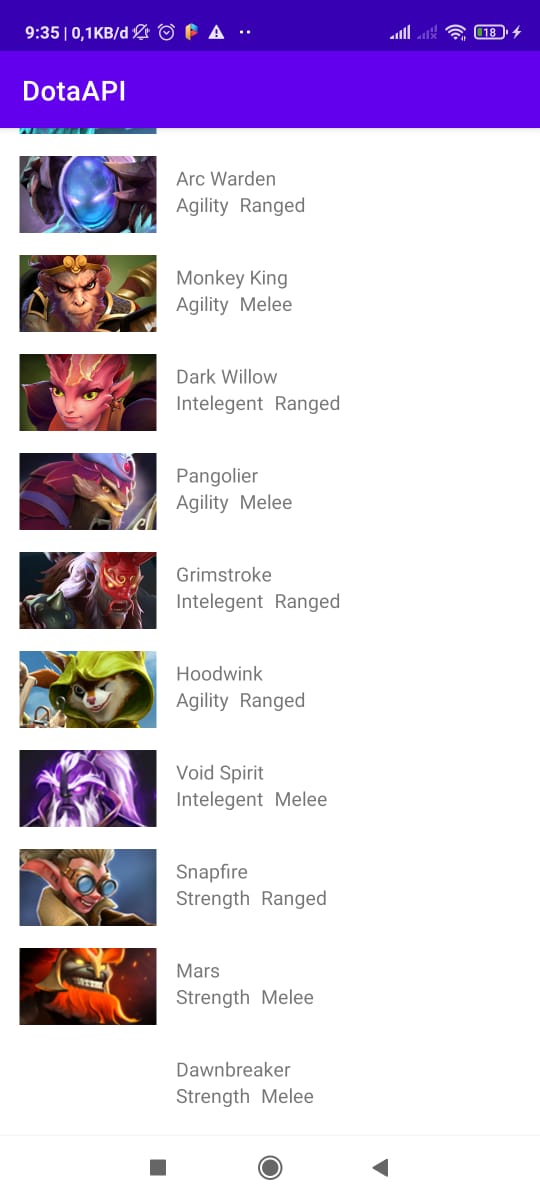 9:35 | 0,1KB/d
18
DotaAPI
Arc Warden
Agility Ranged
Monkey King
Agility Melee
Dark Willow
Intelegent Ranged
Pangolier
Agility Melee
Grimstroke
Intelegent Ranged
Hoodwink
Agility Ranged
Void Spirit
Intelegent Melee
Snapfire
Strength Ranged
Mars
Strength Melee
Dawnbreaker
Strength Melee